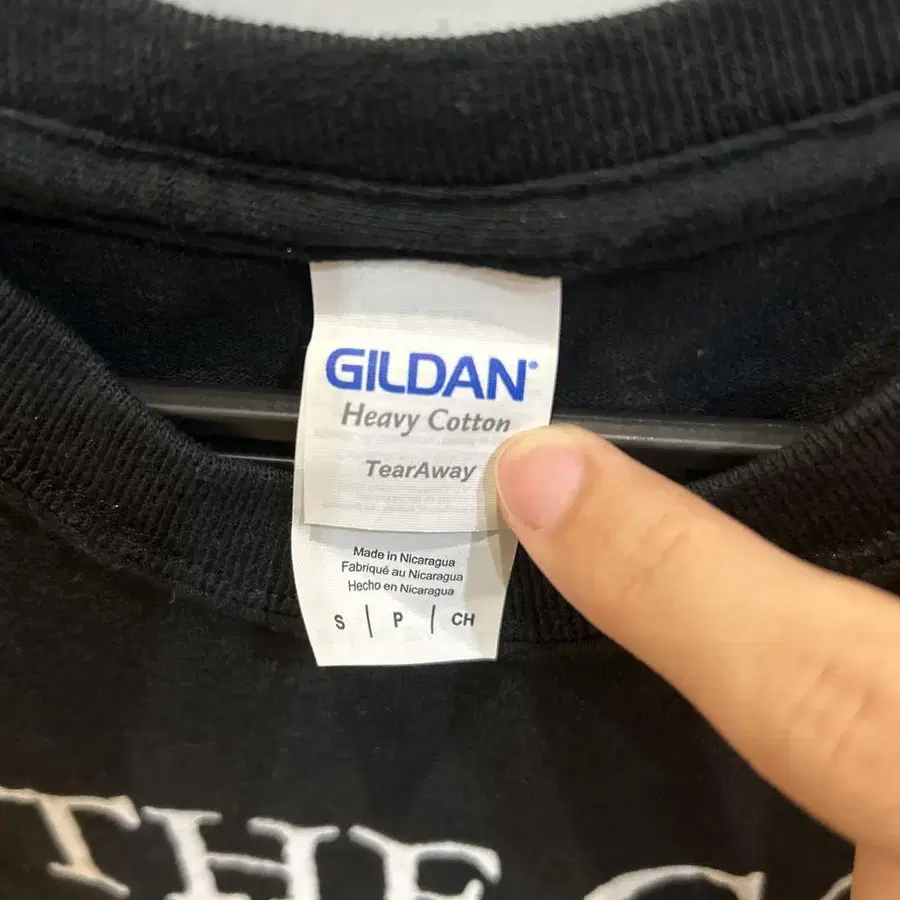 GILDAN®
Heavy Cotton
TearAway
Made in Nicaragua
Fabriqué au Nicaragua
Hecho en Nicaragua
S | P | CH
THE